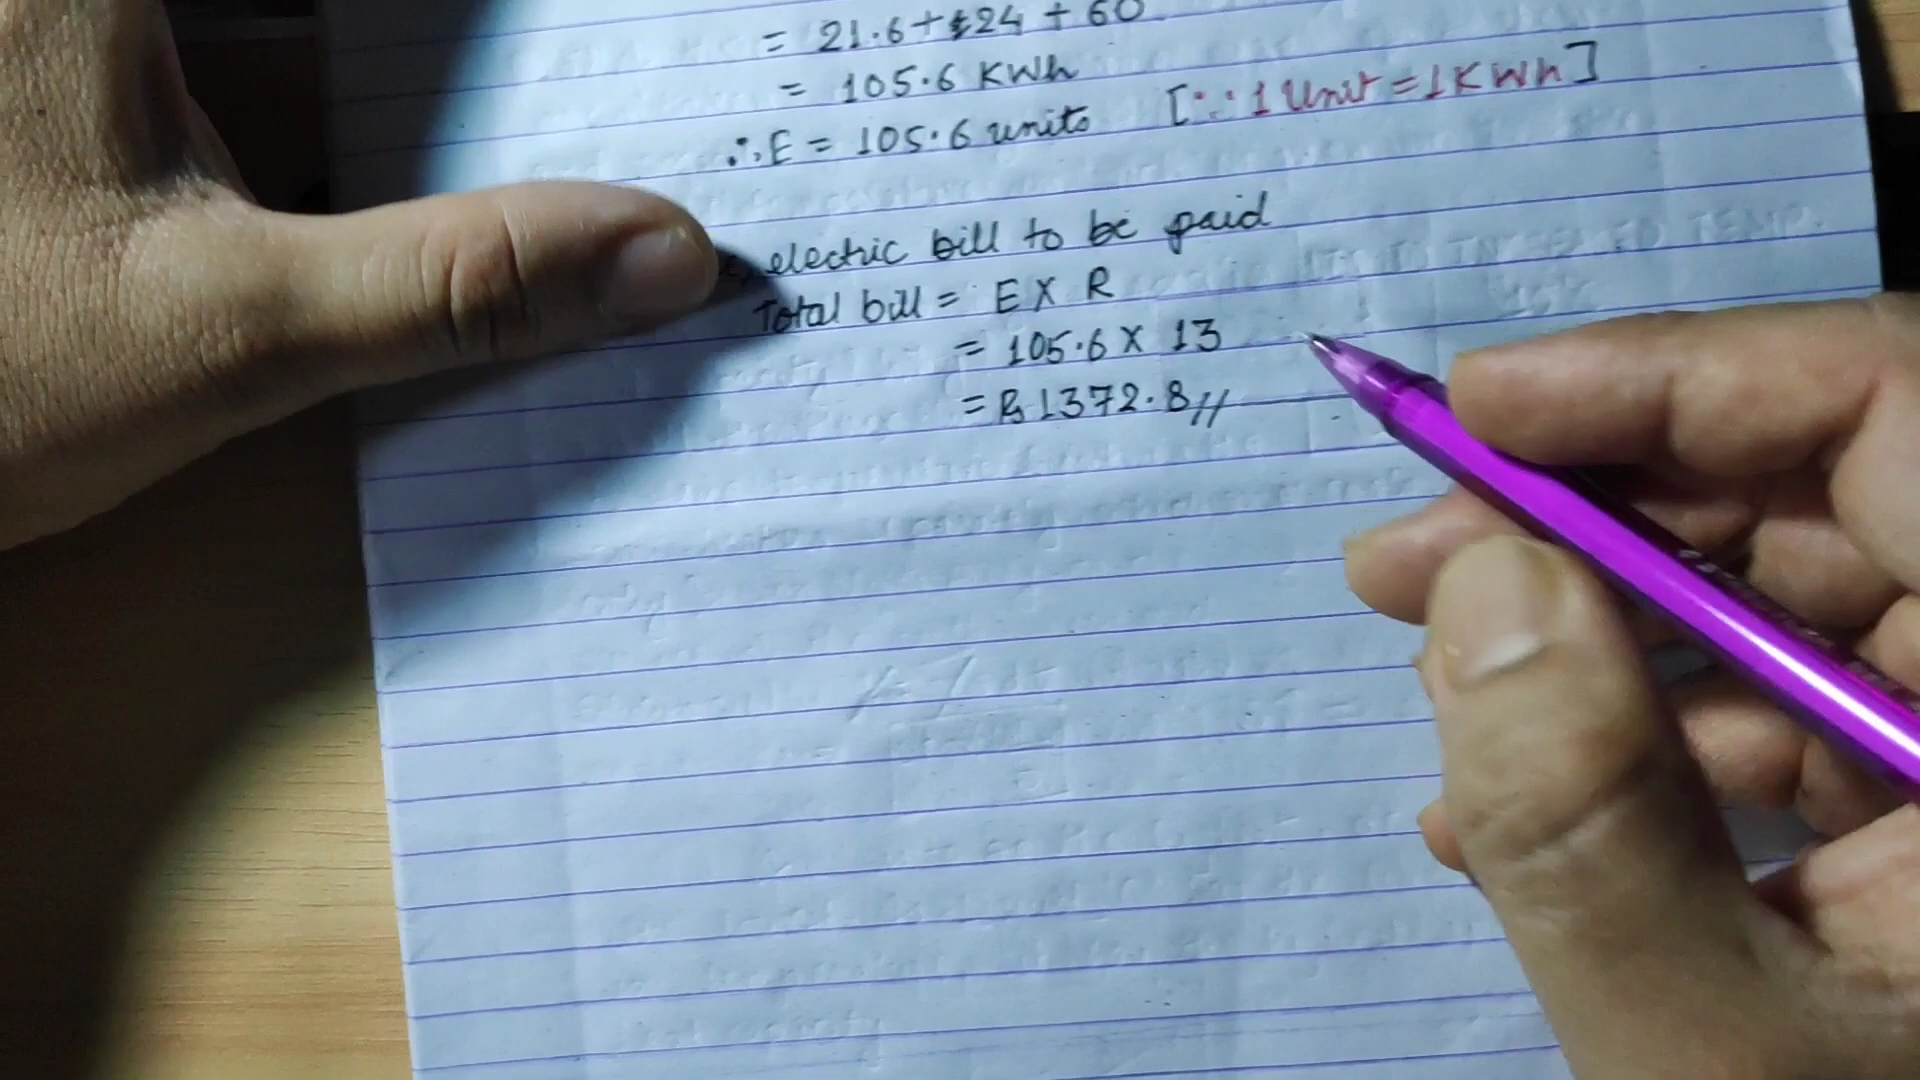 = 21.6 + 24 + 60
= 105.6 KWh
∴ E = 105.6 units [∵ 1 Unit = 1 KWh]
electric bill to be paid
Total bill = E X R
= 105.6 X 13
= Rs 1372.8//